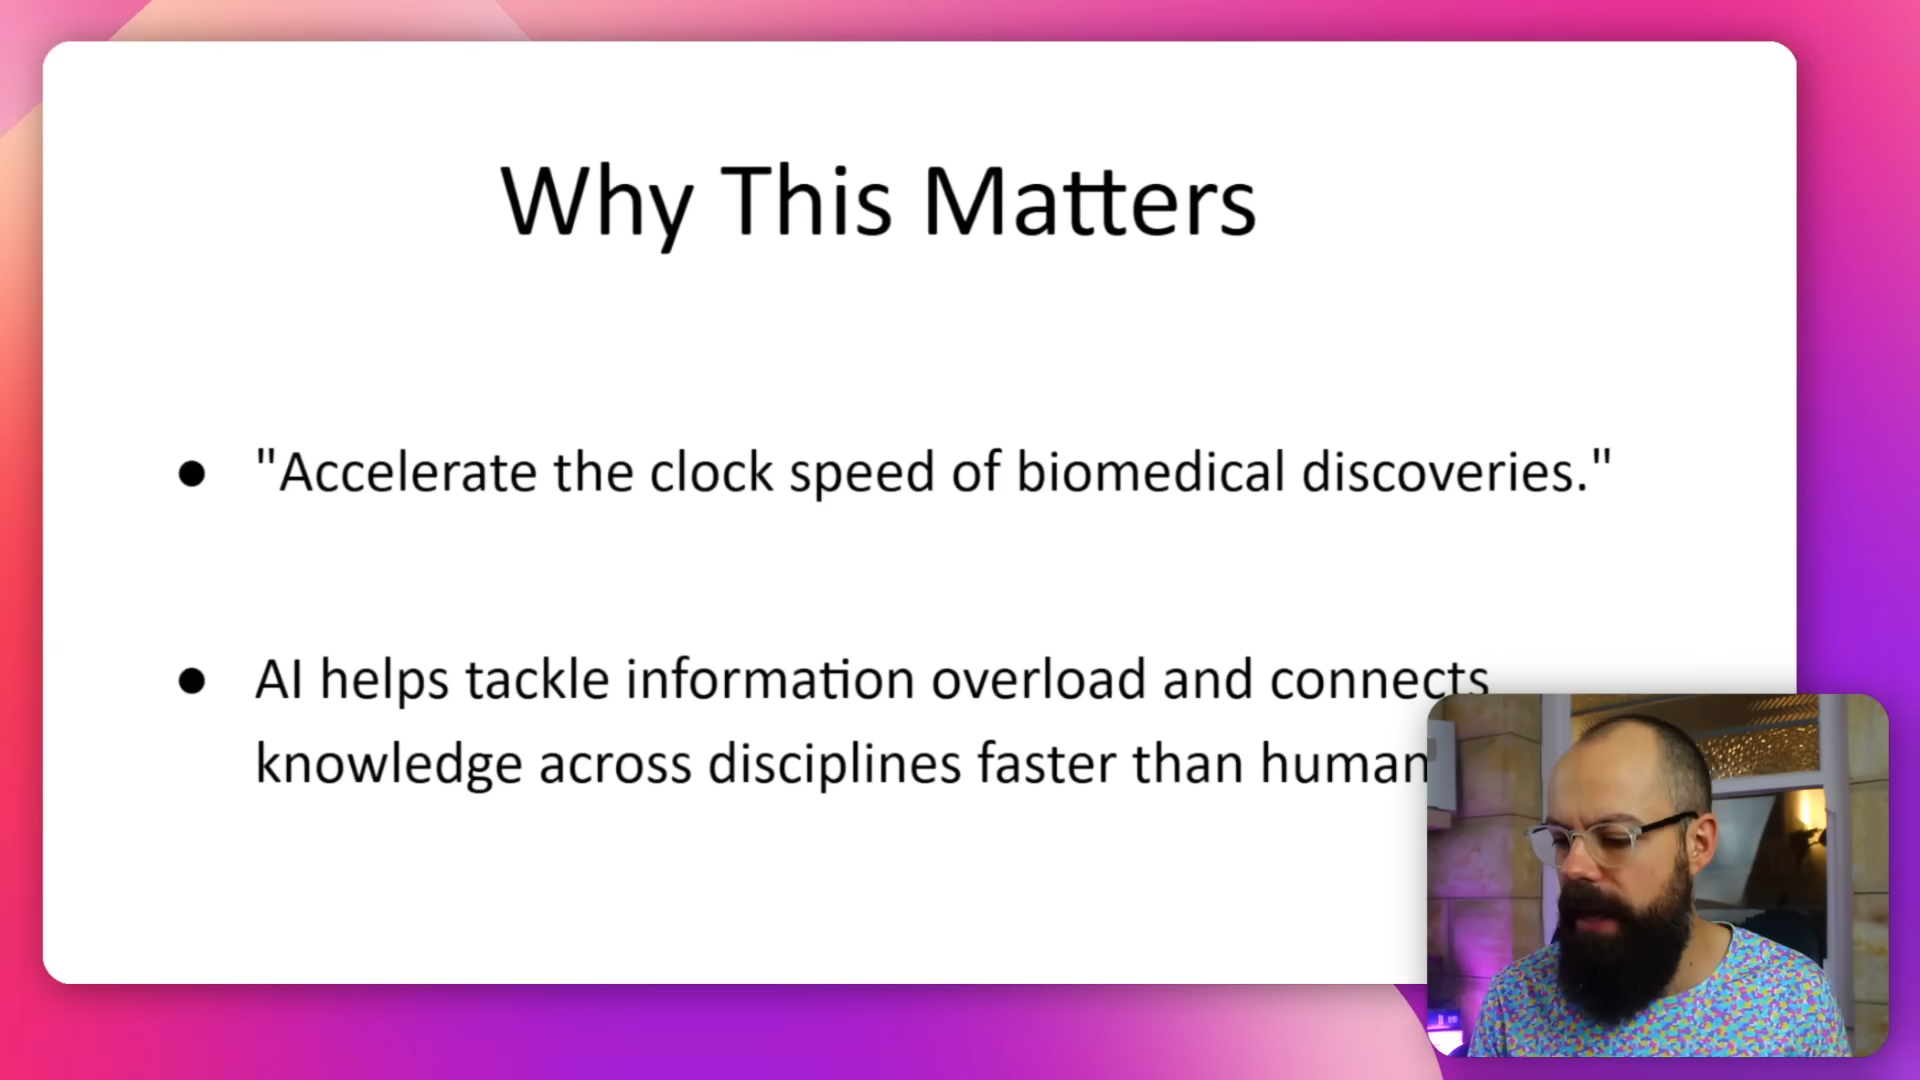 Why This Matters
● "Accelerate the clock speed of biomedical discoveries."
● AI helps tackle information overload and connects
knowledge across disciplines faster than human